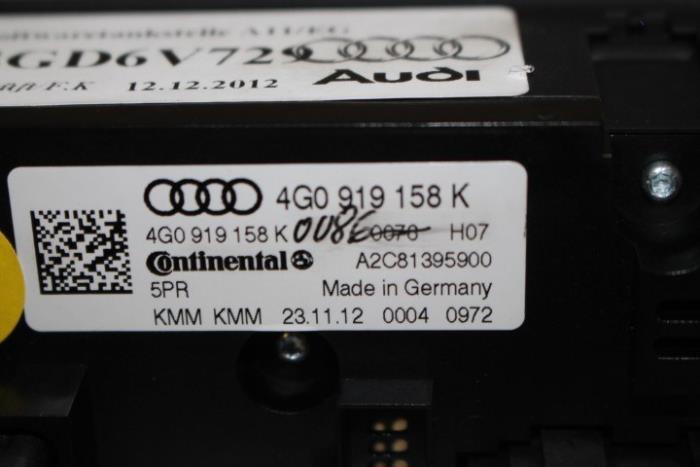 GD6V729
12.12.2012 Audi
4G0 919 158 K
4G0 919 158 K 0086 0070 H07
Continental A2C81395900
5PR Made in Germany
KMM KMM 23.11.12 0004 0972